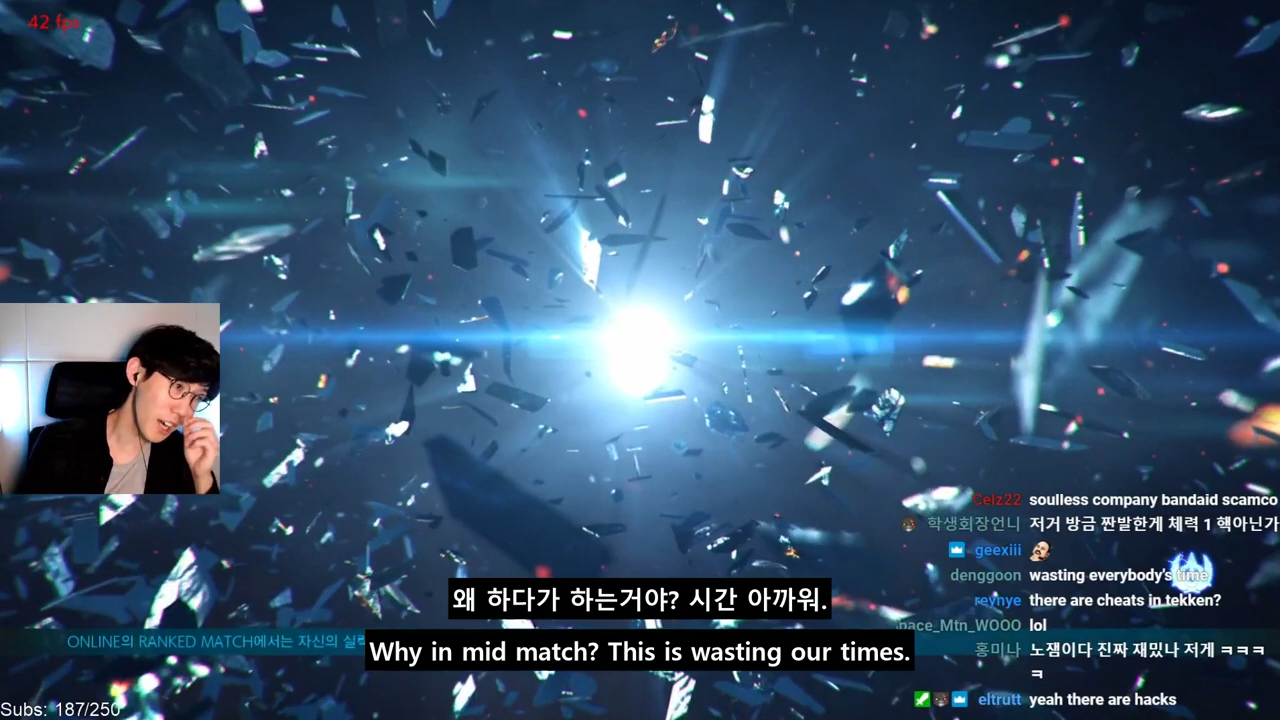 42 fps
Celz22 soulless company bandaid scamco
학생회장언니 저거 방금 짠발한게 체력 1 핵아닌가
geexiii
denggoon wasting everybody's time
reynye there are cheats in tekken?
pace_Mtn_WOOO lol
홍미나 노잼이다 진짜 재밌나 저게 ㅋㅋㅋ
ㅋ
eltrutt yeah there are hacks
왜 하다가 하는거야? 시간 아까워.
ONLINE의 RANKED MATCH에서는 자신의 실력
Why in mid match? This is wasting our times.
Subs: 187/250